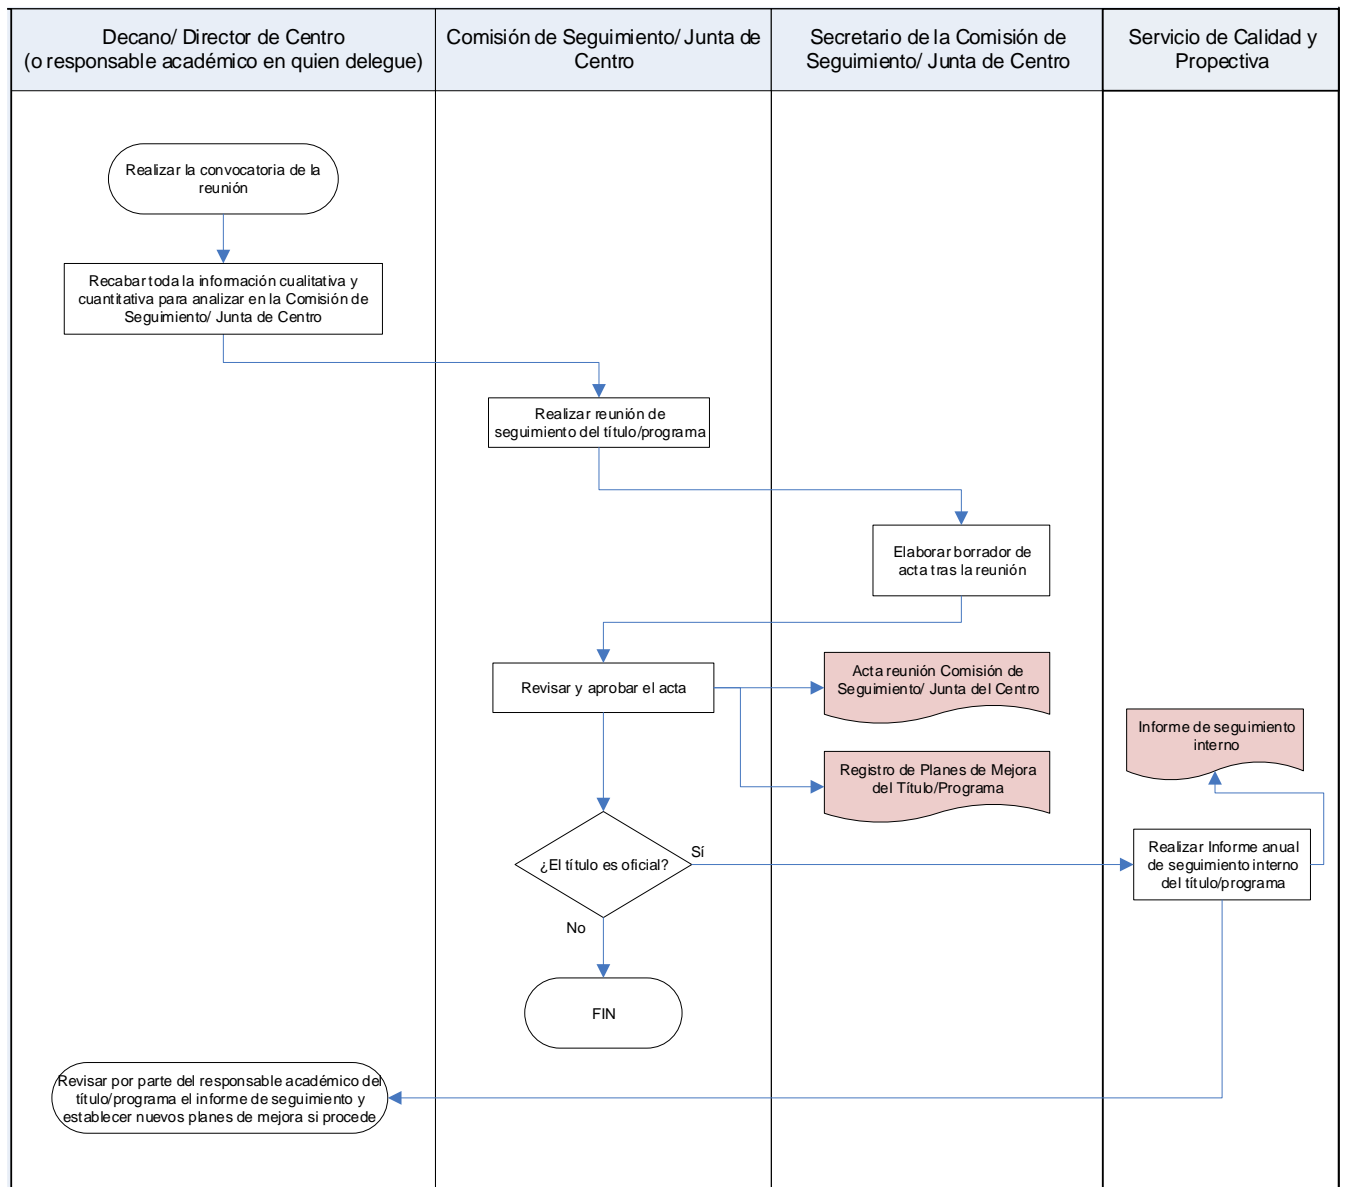 Decano/ Director de Centro
(o responsable académico en quien delegue)
Comisión de Seguimiento/ Junta de
Centro
Secretario de la Comisión de
Seguimiento/ Junta de Centro
Servicio de Calidad y
Propectiva
Realizar la convocatoria de la
reunión
Recabar toda la información cualitativa y
cuantitativa para analizar en la Comisión de
Seguimiento/ Junta de Centro
Realizar reunión de
seguimiento del título/programa
Elaborar borrador de
acta tras la reunión
Revisar y aprobar el acta
Acta reunión Comisión de
Seguimiento/ Junta del Centro
Registro de Planes de Mejora
del Título/Programa
Informe de seguimiento
interno
¿El título es oficial?
Sí
Realizar Informe anual
de seguimiento interno
del título/programa
No
FIN
Revisar por parte del responsable académico del
título/programa el informe de seguimiento y
establecer nuevos planes de mejora si procede